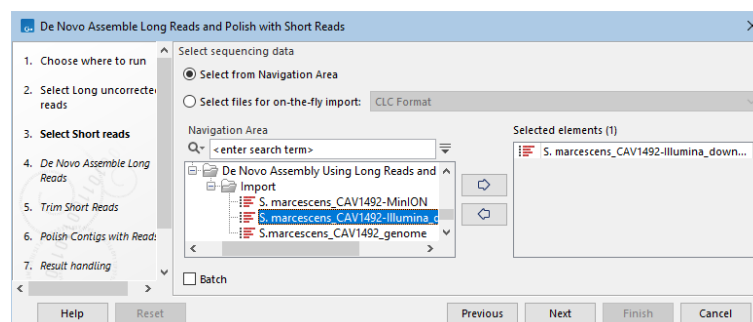 De Novo Assemble Long Reads and Polish with Short Reads
1. Choose where to run
2. Select Long uncorrecte
reads
3. Select Short reads
4. De Novo Assemble Long
Reads
5. Trim Short Reads
6. Polish Contigs with Reads
7. Result handling
Select sequencing data
Select from Navigation Area
Select files for on-the-fly import: CLC Format
Navigation Area
<enter search term>
De Novo Assembly Using Long Reads and
Import
S. marcescens_CAV1492-MinION
S. marcescens_CAV1492-Illumina_d
S.marcescens_CAV1492_genome
Selected elements (1)
S. marcescens_CAV1492-Illumina_down...
Batch
Help Reset Previous Next Finish Cancel